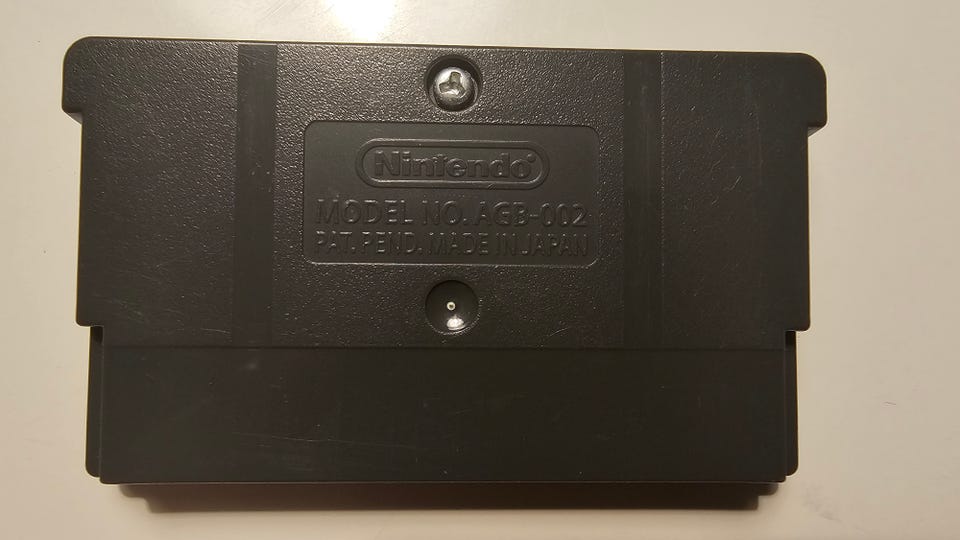 Nintendo®
MODEL NO. AGB-002
PAT. PEND. MADE IN JAPAN